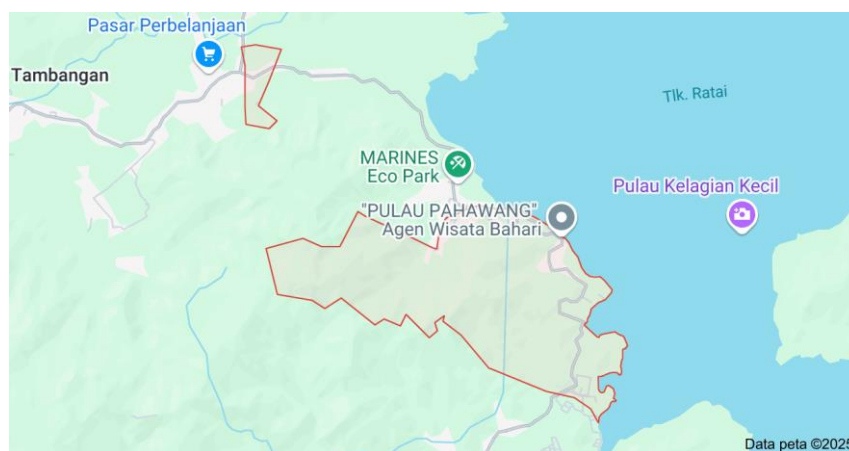 Pasar Perbelanjaan
Tambangan
Tlk. Ratai
MARINES
Eco Park
Pulau Kelagian Kecil
"PULAU PAHAWANG"
Agen Wisata Bahari
Data peta ©2025